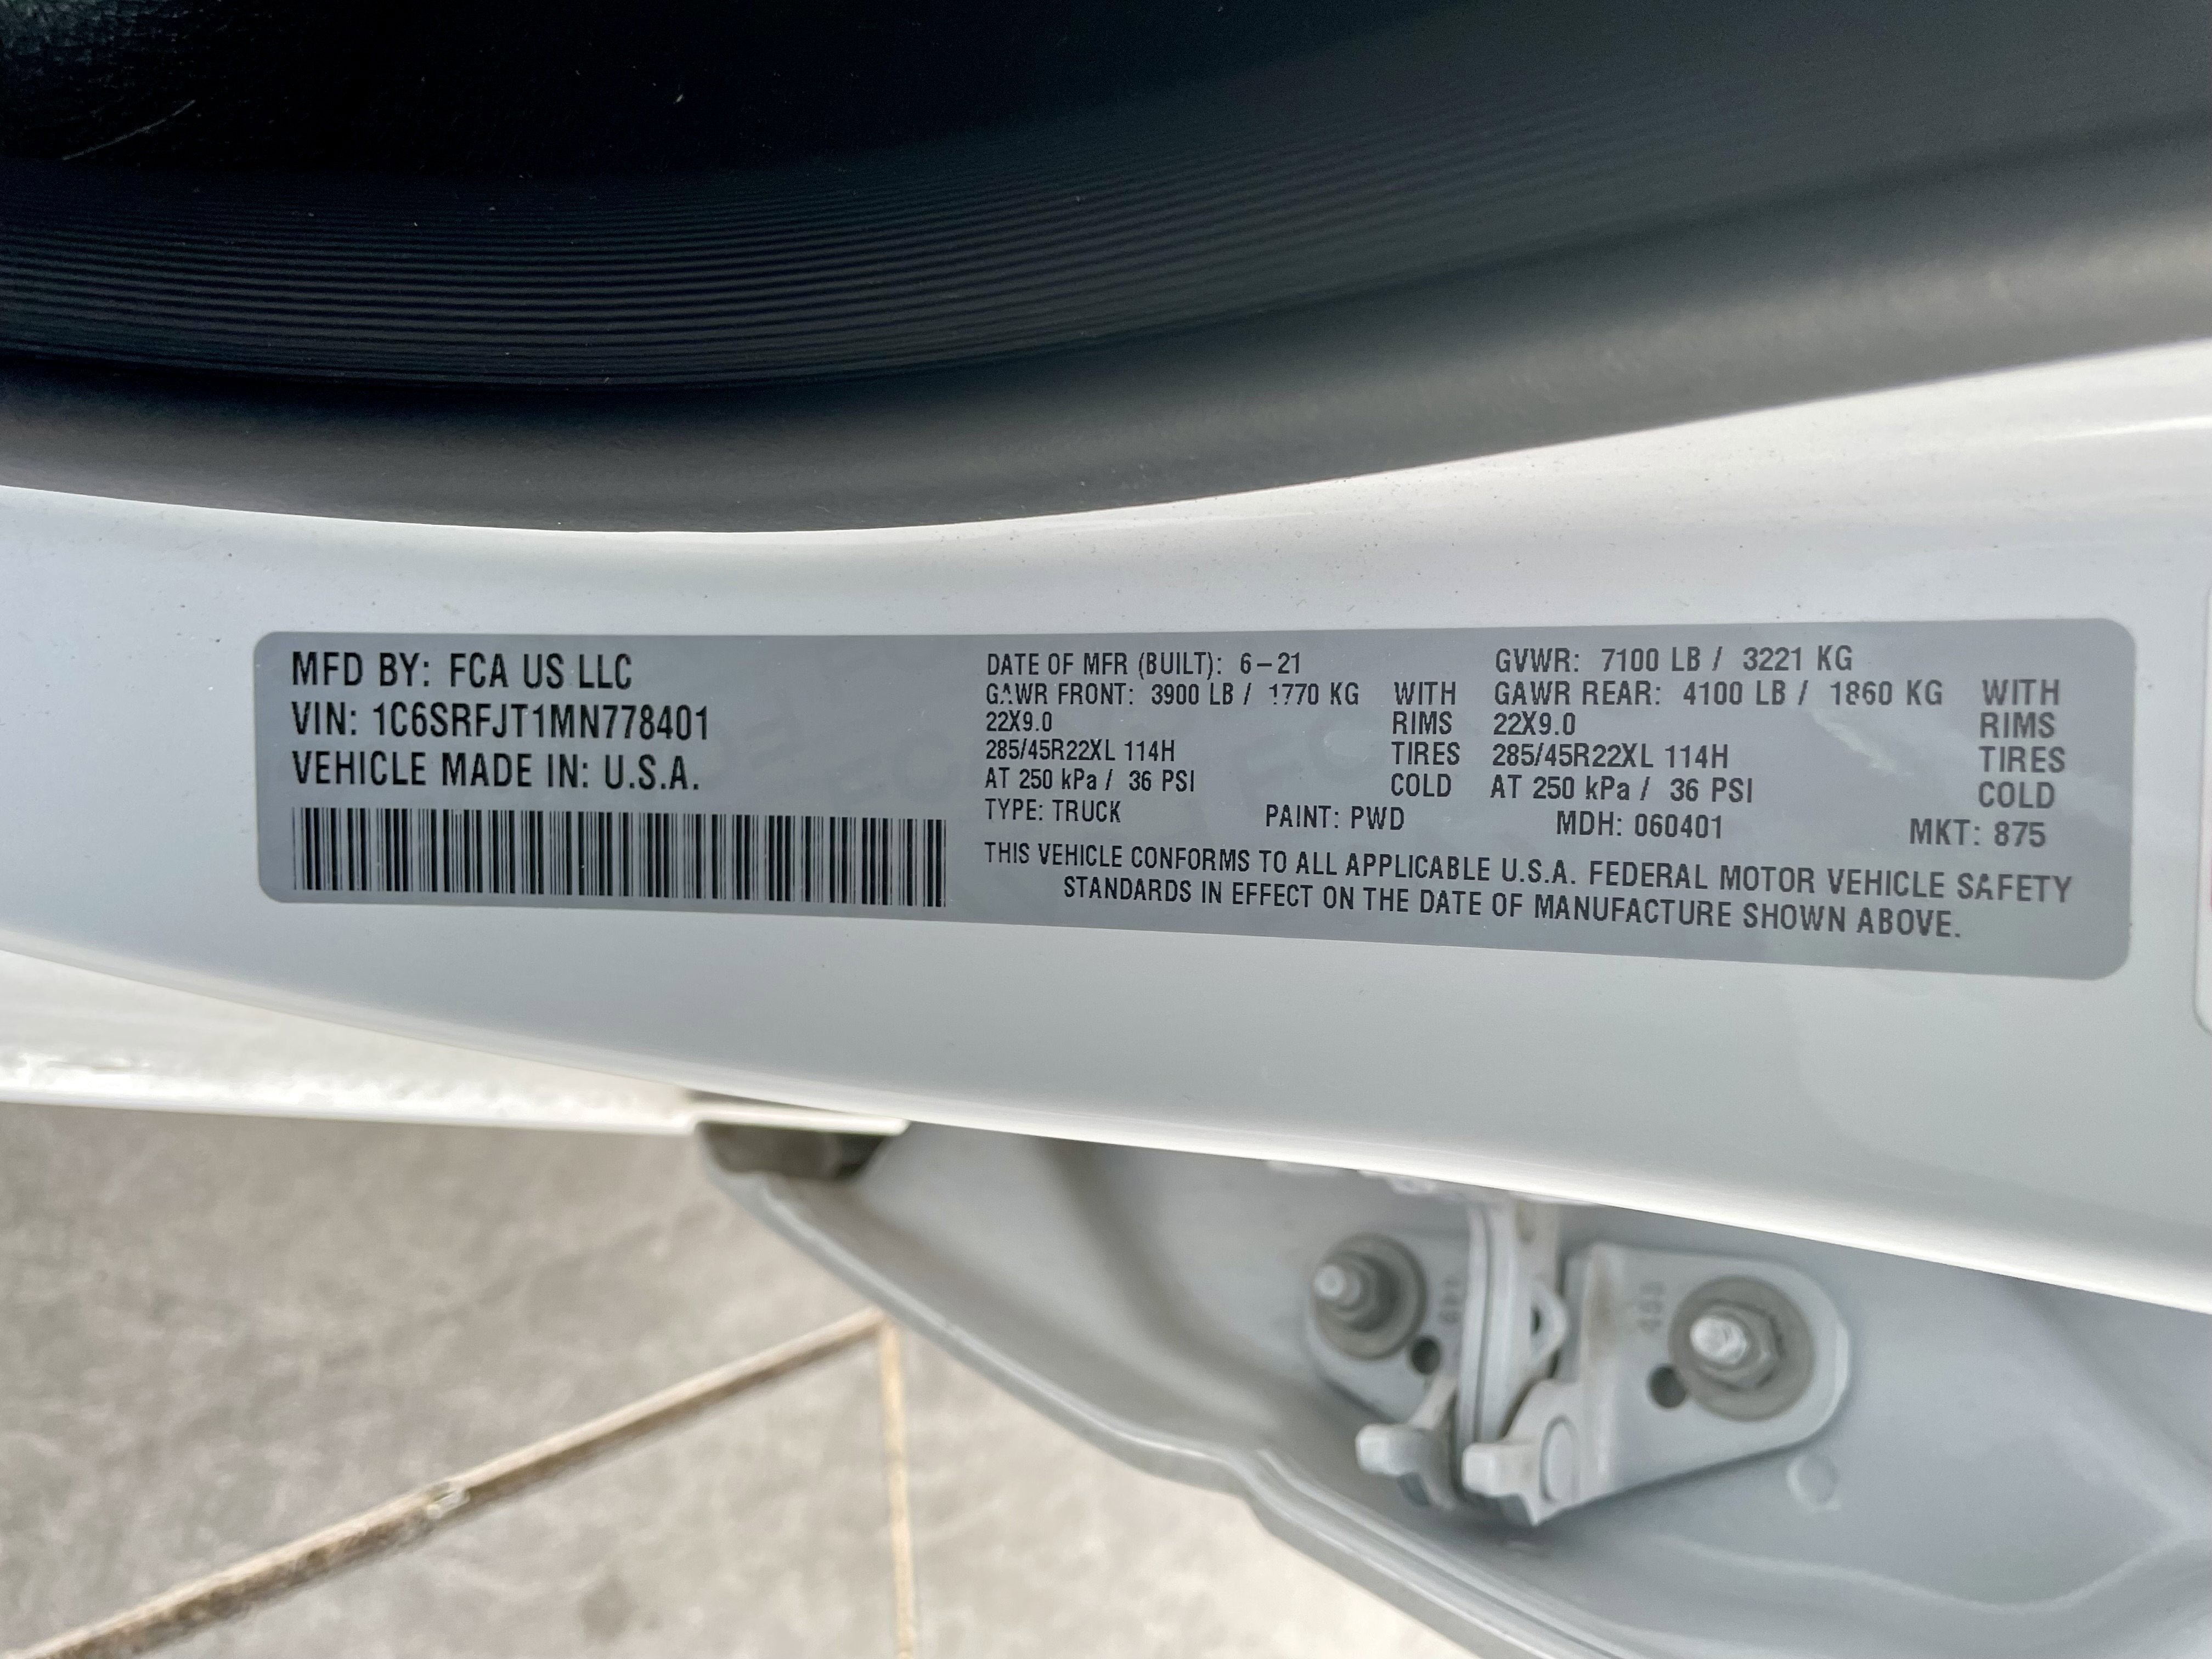 MFD BY: FCA US LLC
VIN: 1C6SRFJT1MN778401
VEHICLE MADE IN: U.S.A.
DATE OF MFR (BUILT): 6-21 GVWR: 7100 LB / 3221 KG
GAWR FRONT: 3900 LB / 1770 KG WITH GAWR REAR: 4100 LB / 1860 KG WITH
22X9.0 RIMS 22X9.0 RIMS
285/45R22XL 114H TIRES 285/45R22XL 114H TIRES
AT 250 kPa / 36 PSI COLD AT 250 kPa / 36 PSI COLD
TYPE: TRUCK PAINT: PWD MDH: 060401 MKT: 875
THIS VEHICLE CONFORMS TO ALL APPLICABLE U.S.A. FEDERAL MOTOR VEHICLE SAFETY
STANDARDS IN EFFECT ON THE DATE OF MANUFACTURE SHOWN ABOVE.